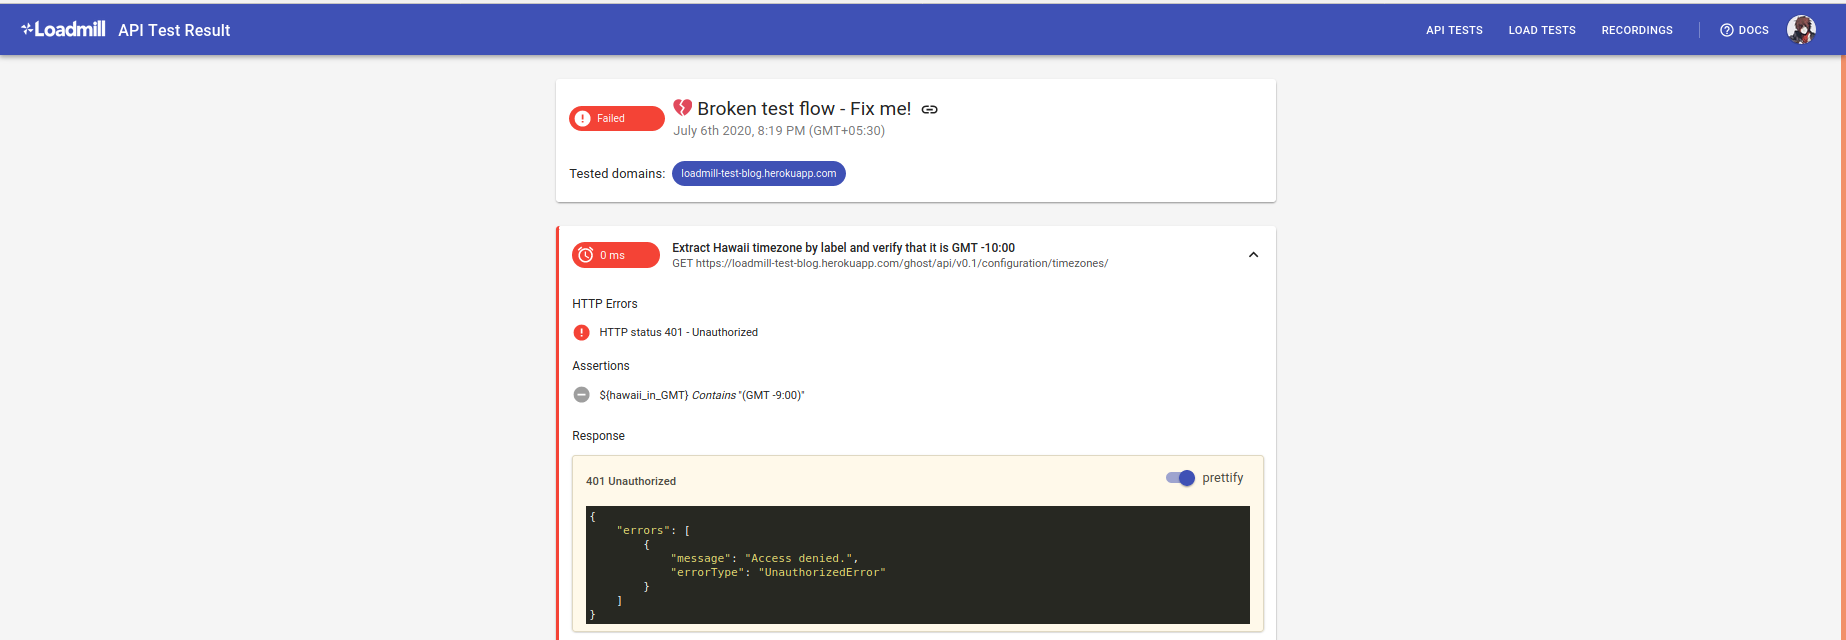 Loadmill API Test Result API TESTS LOAD TESTS RECORDINGS DOCS
Failed
Broken test flow - Fix me!
July 6th 2020, 8:19 PM (GMT+05:30)
Tested domains: loadmill-test-blog.herokuapp.com
0 ms
Extract Hawaii timezone by label and verify that it is GMT -10:00
GET https://loadmill-test-blog.herokuapp.com/ghost/api/v0.1/configuration/timezones/
HTTP Errors
HTTP status 401 - Unauthorized
Assertions
${hawaii_in_GMT} Contains "(GMT -9:00)"
Response
401 Unauthorized prettify
{
    "errors": [
        {
            "message": "Access denied.",
            "errorType": "UnauthorizedError"
        }
    ]
}